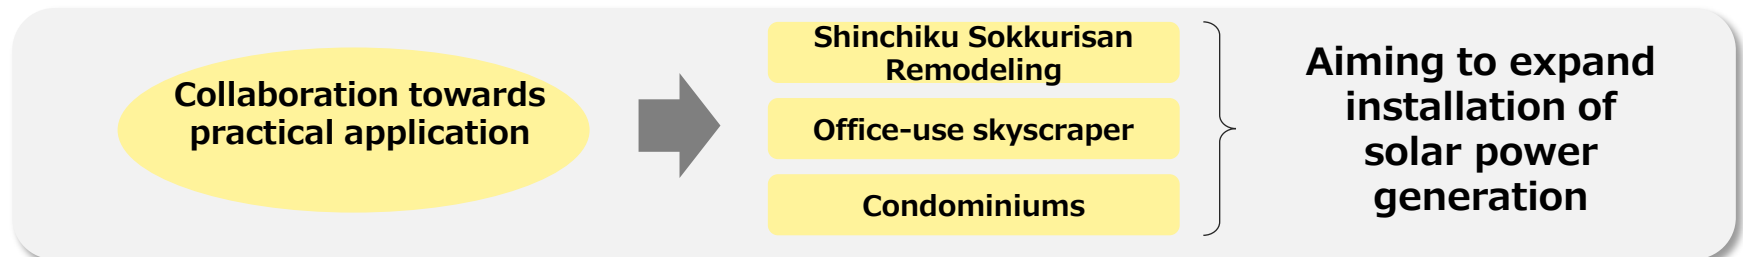 Collaboration towards
practical application
Shinchiku Sokkurisan
Remodeling
Office-use skyscraper
Condominiums
Aiming to expand
installation of
solar power
generation